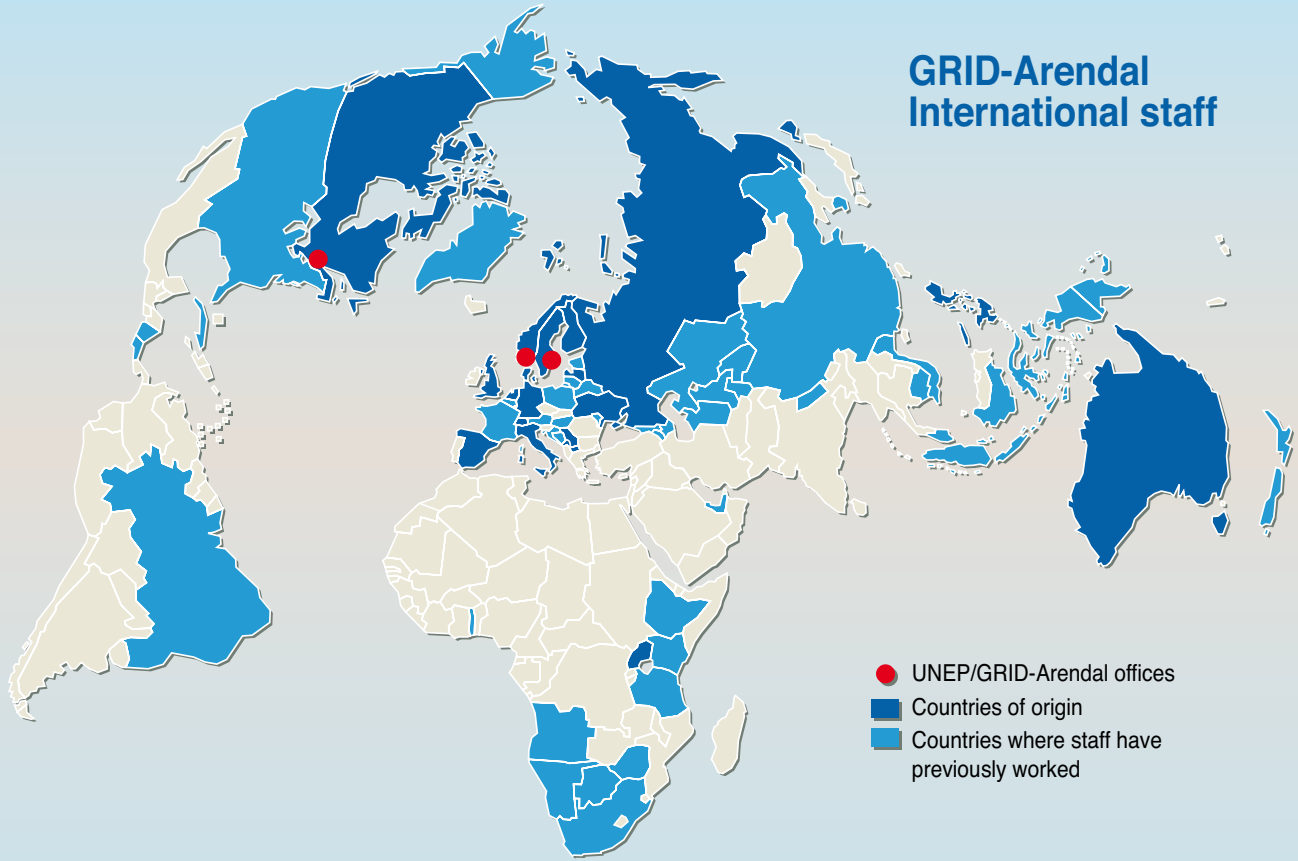 GRID-Arendal
International staff
UNEP/GRID-Arendal offices
Countries of origin
Countries where staff have
previously worked